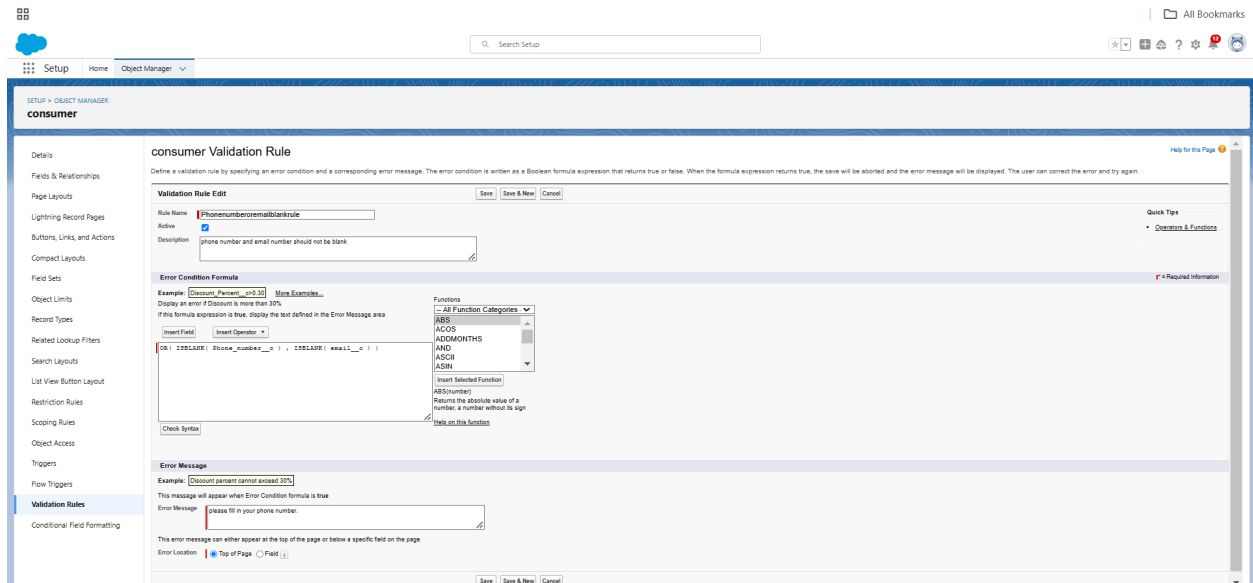 All Bookmarks
Search Setup
12
Setup Home Object Manager
SETUP > OBJECT MANAGER
consumer
Details
Fields & Relationships
Page Layouts
Lightning Record Pages
Buttons, Links, and Actions
Compact Layouts
Field Sets
Object Limits
Record Types
Related Lookup Filters
Search Layouts
List View Button Layout
Restriction Rules
Scoping Rules
Object Access
Triggers
Flow Triggers
Validation Rules
Conditional Field Formatting
consumer Validation Rule
Help for this Page ?
Define a validation rule by specifying an error condition and a corresponding error message. The error condition is written as a Boolean formula expression that returns true or false. When the formula expression returns true, the save will be aborted and the error message will be displayed. The user can correct the error and try again.
Validation Rule Edit Save Save & New Cancel
Rule Name Phonenumberoremailblankrule
Active
Description phone number and email number should not be blank
Quick Tips
• Operators & Functions
Error Condition Formula = Required Information
Example: Discount_Percent__c>0.30 More Examples...
Display an error if Discount is more than 30%
If this formula expression is true, display the text defined in the Error Message area
Insert Field Insert Operator
OR( ISBLANK( Phone_number__c ) , ISBLANK( email__c ) )
Check Syntax
Functions
-- All Function Categories -
ABS
ACOS
ADDMONTHS
AND
ASCII
ASIN
Insert Selected Function
ABS(number)
Returns the absolute value of a
number, a number without its sign
Help on this function
Error Message
Example: Discount percent cannot exceed 30%
This message will appear when Error Condition formula is true
Error Message please fill in your phone number.
This error message can either appear at the top of the page or below a specific field on the page
Error Location Top of Page Field i
Save Save & New Cancel